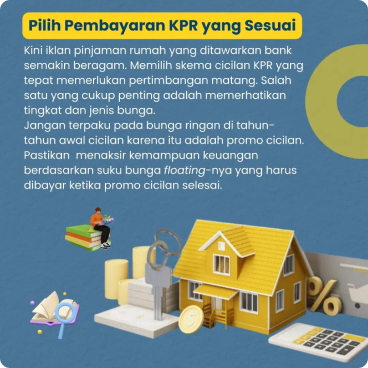 Pilih Pembayaran KPR yang Sesuai
Kini iklan pinjaman rumah yang ditawarkan bank
semakin beragam. Memilih skema cicilan KPR yang
tepat memerlukan pertimbangan matang. Salah
satu yang cukup penting adalah memerhatikan
tingkat dan jenis bunga.
Jangan terpaku pada bunga ringan di tahun-
tahun awal cicilan karena itu adalah promo cicilan.
Pastikan  menaksir kemampuan keuangan
berdasarkan suku bunga floating-nya yang harus
dibayar ketika promo cicilan selesai.
%